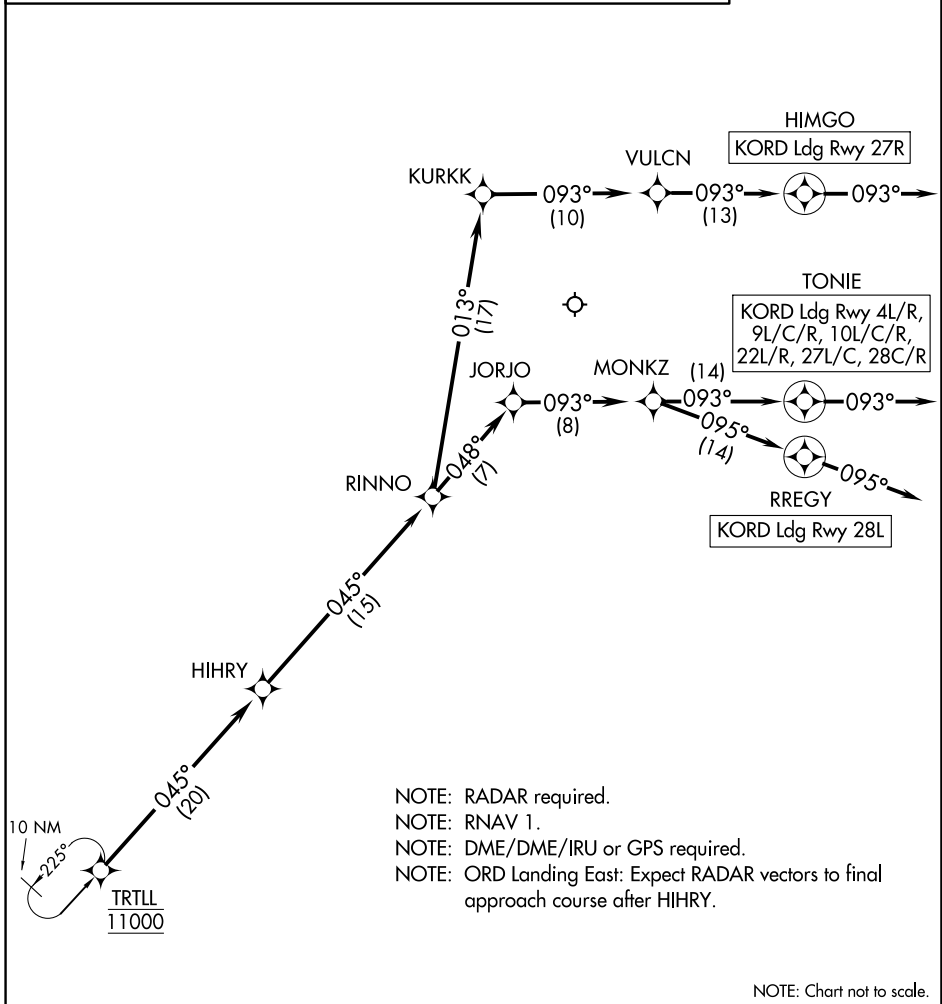 HIMGO
KORD Ldg Rwy 27R
VULCN
KURKK
093°
(10)
093°
(13)
093°
013°
(17)
TONIE
KORD Ldg Rwy 4L/R,
9L/C/R, 10L/C/R,
22L/R, 27L/C, 28C/R
JORJO
MONKZ
(14)
093°
093°
093°
(8)
095°
(14)
095°
048°
(7)
RINNO
RREGY
KORD Ldg Rwy 28L
045°
(15)
HIHRY
045°
(20)
10 NM
225°
TRTLL
11000
NOTE: RADAR required.
NOTE: RNAV 1.
NOTE: DME/DME/IRU or GPS required.
NOTE: ORD Landing East: Expect RADAR vectors to final
approach course after HIHRY.
NOTE: Chart not to scale.